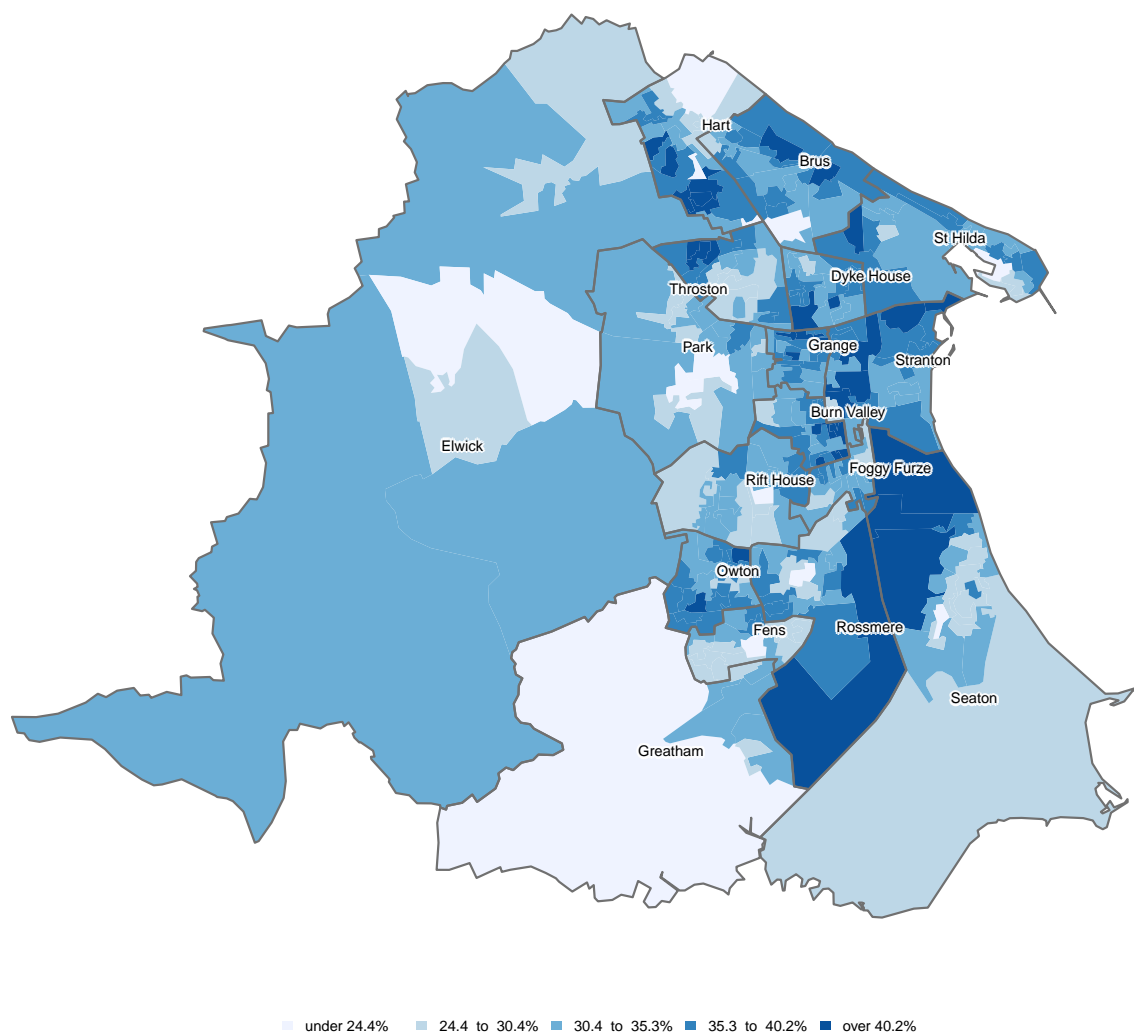 Hart
Brus
St Hilda
Dyke House
Throston
Park
Grange
Stranton
Burn Valley
Elwick
Foggy Furze
Rift House
Owton
Fens
Rossmere
Seaton
Greatham
under 24.4% 24.4 to 30.4% 30.4 to 35.3% 35.3 to 40.2% over 40.2%